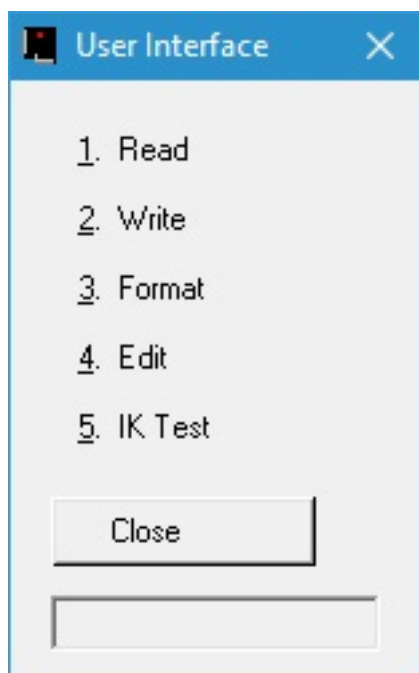 User Interface
1. Read
2. Write
3. Format
4. Edit
5. IK Test
Close